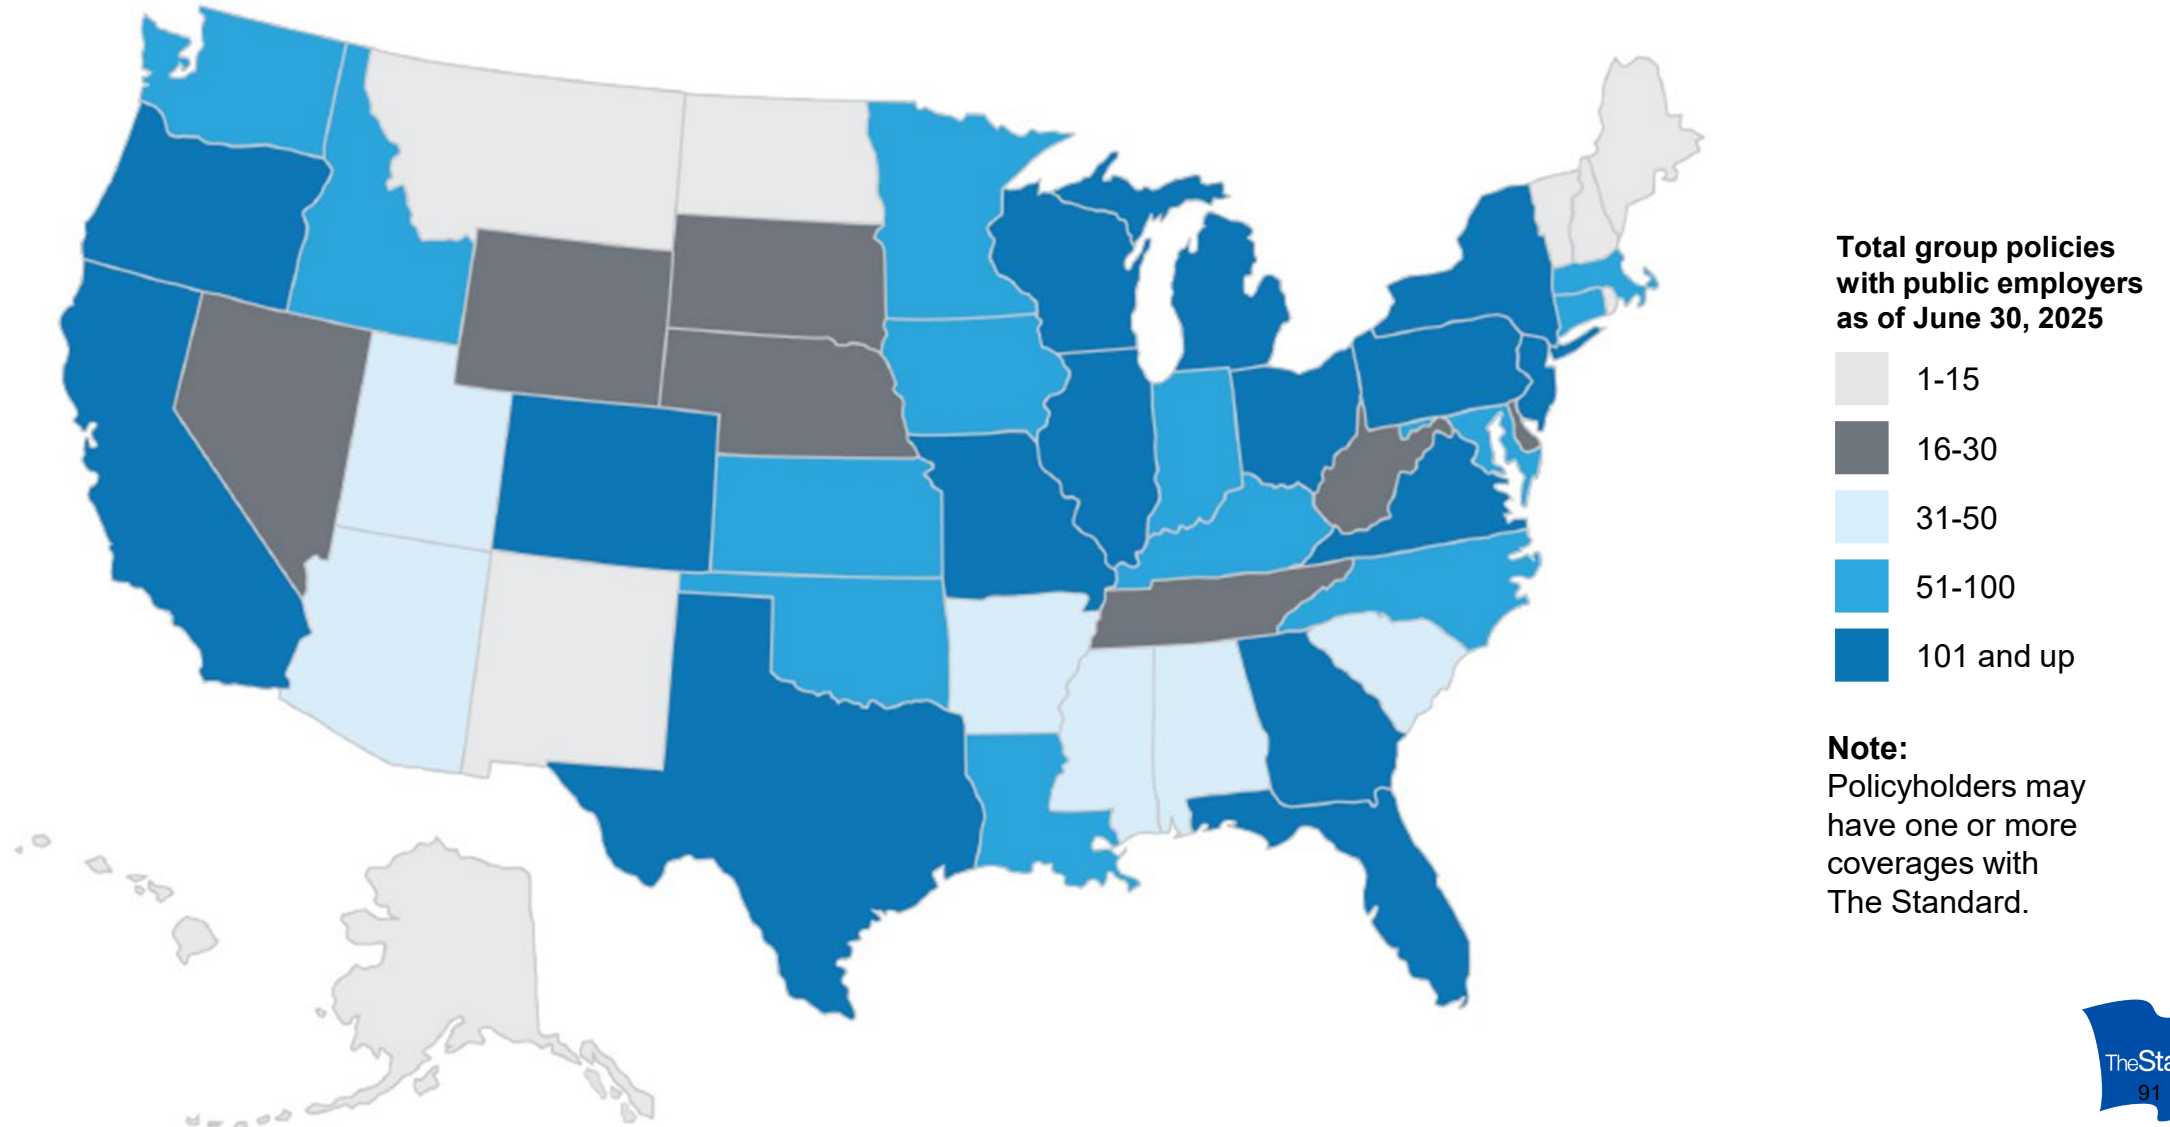 Total group policies
with public employers
as of June 30, 2025
1-15
16-30
31-50
51-100
101 and up
Note:
Policyholders may
have one or more
coverages with
The Standard.
TheSta
91